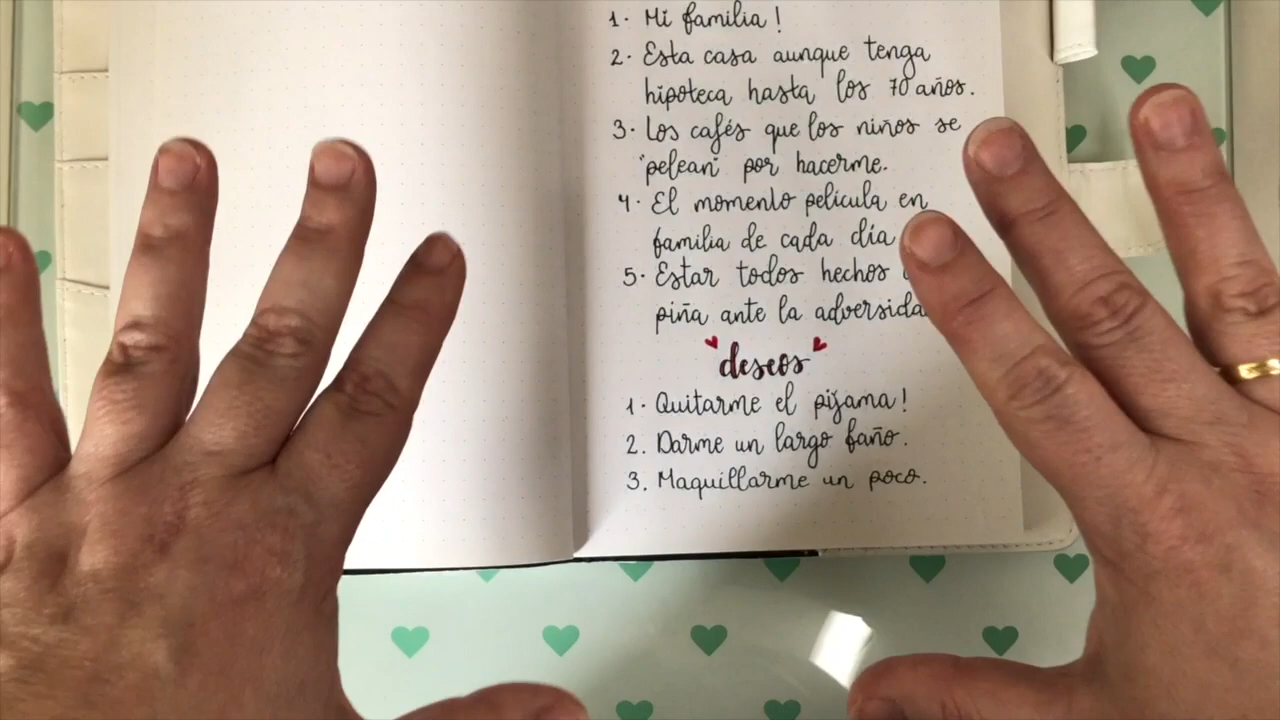 1. Mi familia!
2. Esta casa aunque tenga
hipoteca hasta los 70 años.
3. Los cafés que los niños se
"pelean" por hacerme.
4. El momento película en
familia de cada día
5. Estar todos hechos
piña ante la
deseos
1. Quitarme el pijama!
2. Darme un largo baño.
3. Maquillarme un poco.